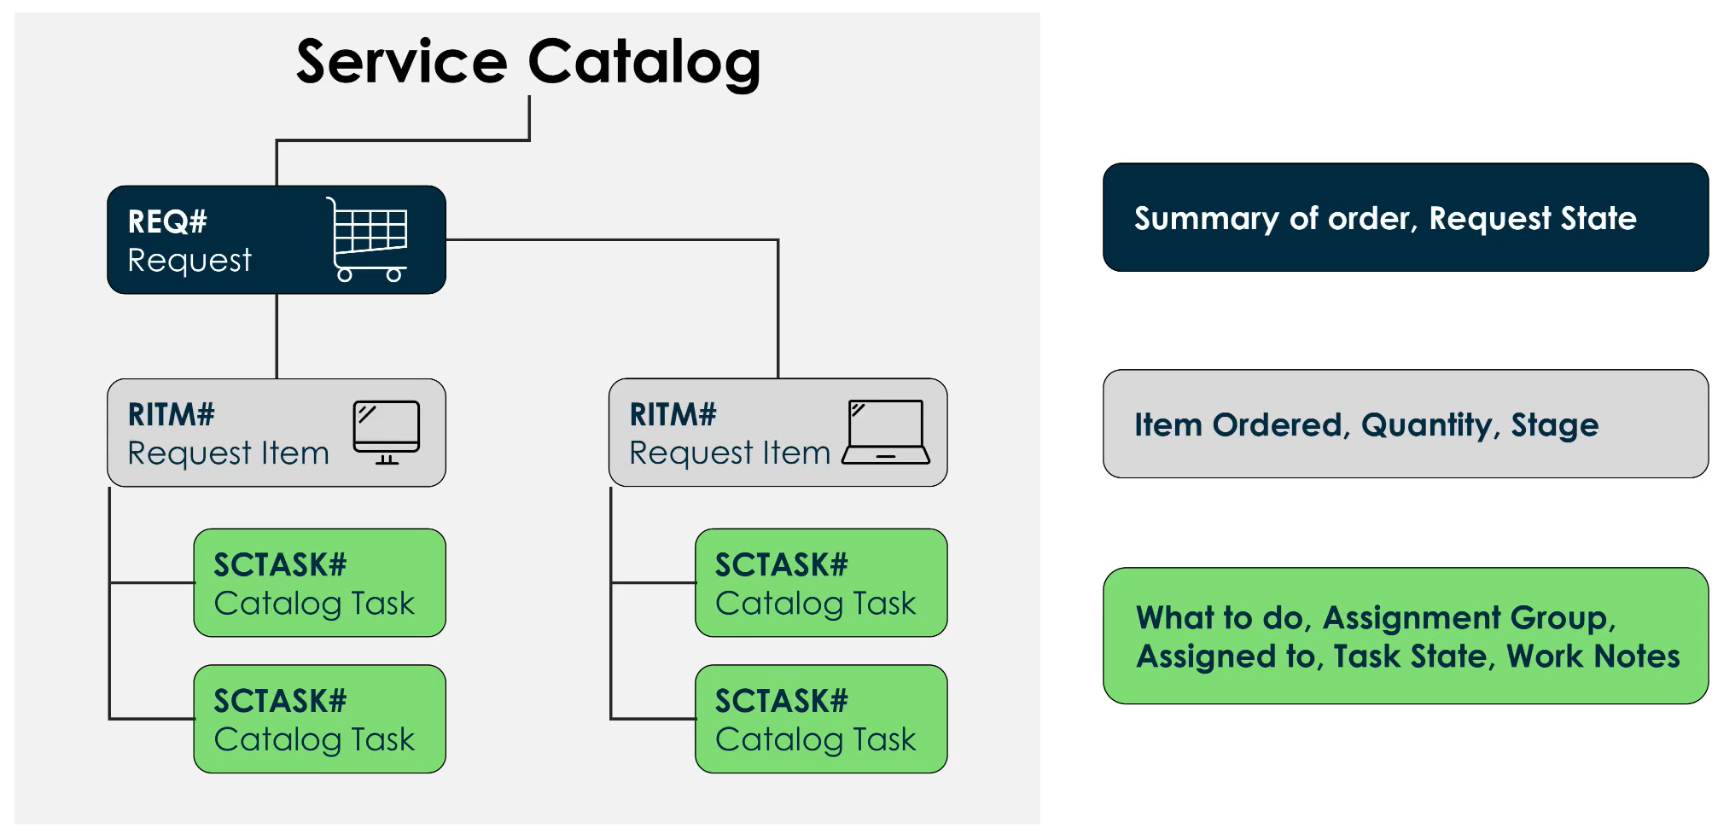 Service Catalog
REQ#
Request
Summary of order, Request State
RITM#
Request Item
RITM#
Request Item
Item Ordered, Quantity, Stage
SCTASK#
Catalog Task
SCTASK#
Catalog Task
SCTASK#
Catalog Task
SCTASK#
Catalog Task
What to do, Assignment Group,
Assigned to, Task State, Work Notes